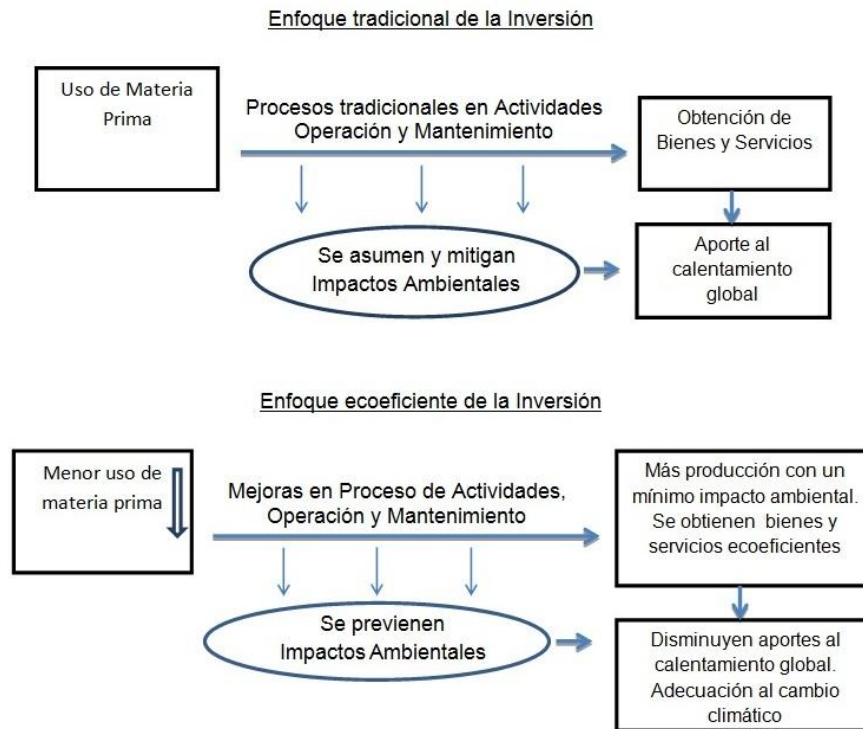 Enfoque tradicional de la Inversión
Uso de Materia
Prima
Procesos tradicionales en Actividades
Operación y Mantenimiento
Obtención de
Bienes y Servicios
Se asumen y mitigan
Impactos Ambientales
Aporte al
calentamiento
global
Enfoque ecoeficiente de la Inversión
Menor uso de
materia prima
Mejoras en Proceso de Actividades,
Operación y Mantenimiento
Más producción con un
mínimo impacto ambiental.
Se obtienen bienes y
servicios ecoeficientes
Se previenen
Impactos Ambientales
Disminuyen aportes al
calentamiento global.
Adecuación al cambio
climático